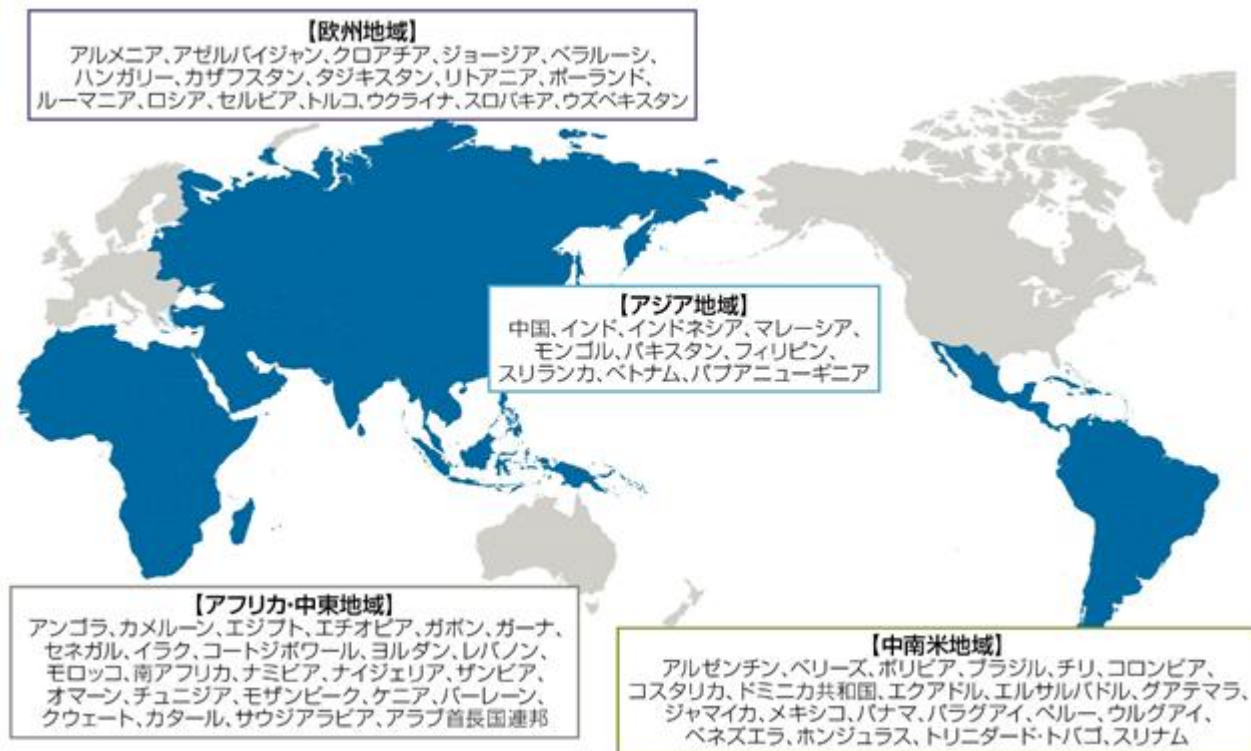 【欧州地域】
アルメニア、アゼルバイジャン、クロアチア、ジョージア、ベラルーシ、
ハンガリー、カザフスタン、タジキスタン、リトアニア、ポーランド、
ルーマニア、ロシア、セルビア、トルコ、ウクライナ、スロバキア、ウズベキスタン
【アジア地域】
中国、インド、インドネシア、マレーシア、
モンゴル、パキスタン、フィリピン、
スリランカ、ベトナム、パプアニューギニア
【アフリカ・中東地域】
アンゴラ、カメルーン、エジプト、エチオピア、ガボン、ガーナ、
セネガル、イラク、コートジボワール、ヨルダン、レバノン、
モロッコ、南アフリカ、ナミビア、ナイジェリア、ザンビア、
オマーン、チュニジア、モザンビーク、ケニア、バーレーン、
クウェート、カタール、サウジアラビア、アラブ首長国連邦
【中南米地域】
アルゼンチン、ベリーズ、ボリビア、ブラジル、チリ、コロンビア、
コスタリカ、ドミニカ共和国、エクアドル、エルサルバドル、グアテマラ、
ジャマイカ、メキシコ、パナマ、パラグアイ、ペルー、ウルグアイ、
ベネズエラ、ホンジュラス、トリニダード・トバゴ、スリナム